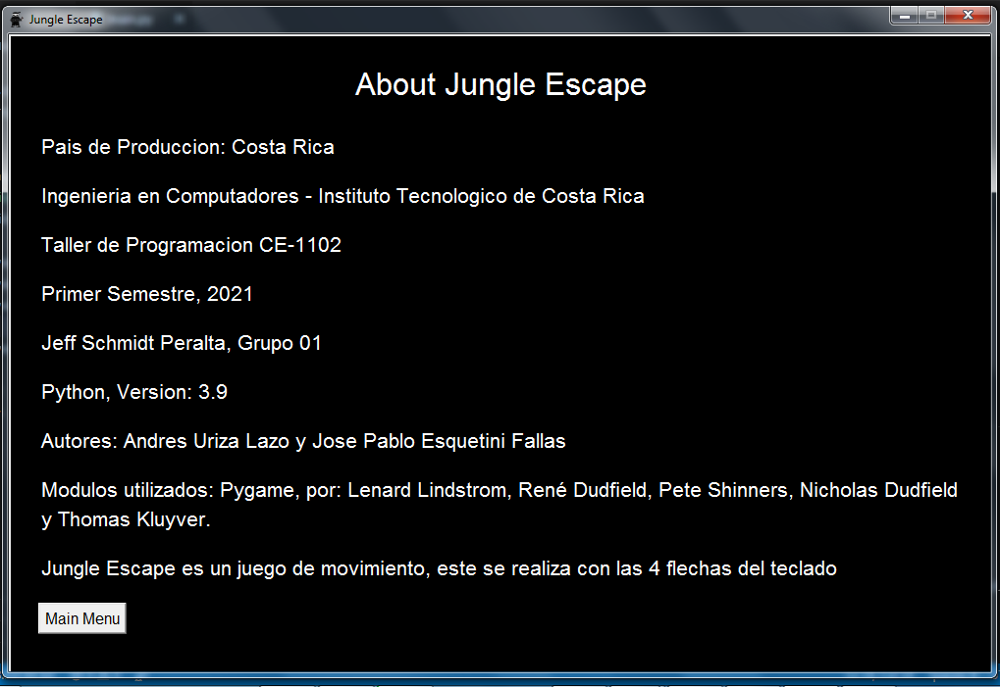 Jungle Escape
About Jungle Escape
Pais de Produccion: Costa Rica
Ingenieria en Computadores - Instituto Tecnologico de Costa Rica
Taller de Programacion CE-1102
Primer Semestre, 2021
Jeff Schmidt Peralta, Grupo 01
Python, Version: 3.9
Autores: Andres Uriza Lazo y Jose Pablo Esquetini Fallas
Modulos utilizados: Pygame, por: Lenard Lindstrom, René Dudfield, Pete Shinners, Nicholas Dudfield
y Thomas Kluyver.
Jungle Escape es un juego de movimiento, este se realiza con las 4 flechas del teclado
Main Menu